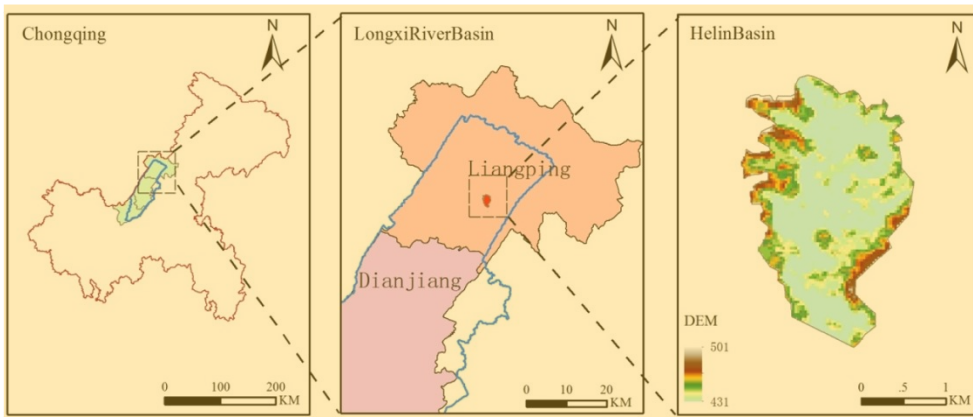 Chongqing
N
0 100 200
KM
LongxiRiverBasin
N
Liangping
Dianjiang
0 10 20
KM
HelinBasin
N
DEM
501
431
0 .5 1
KM